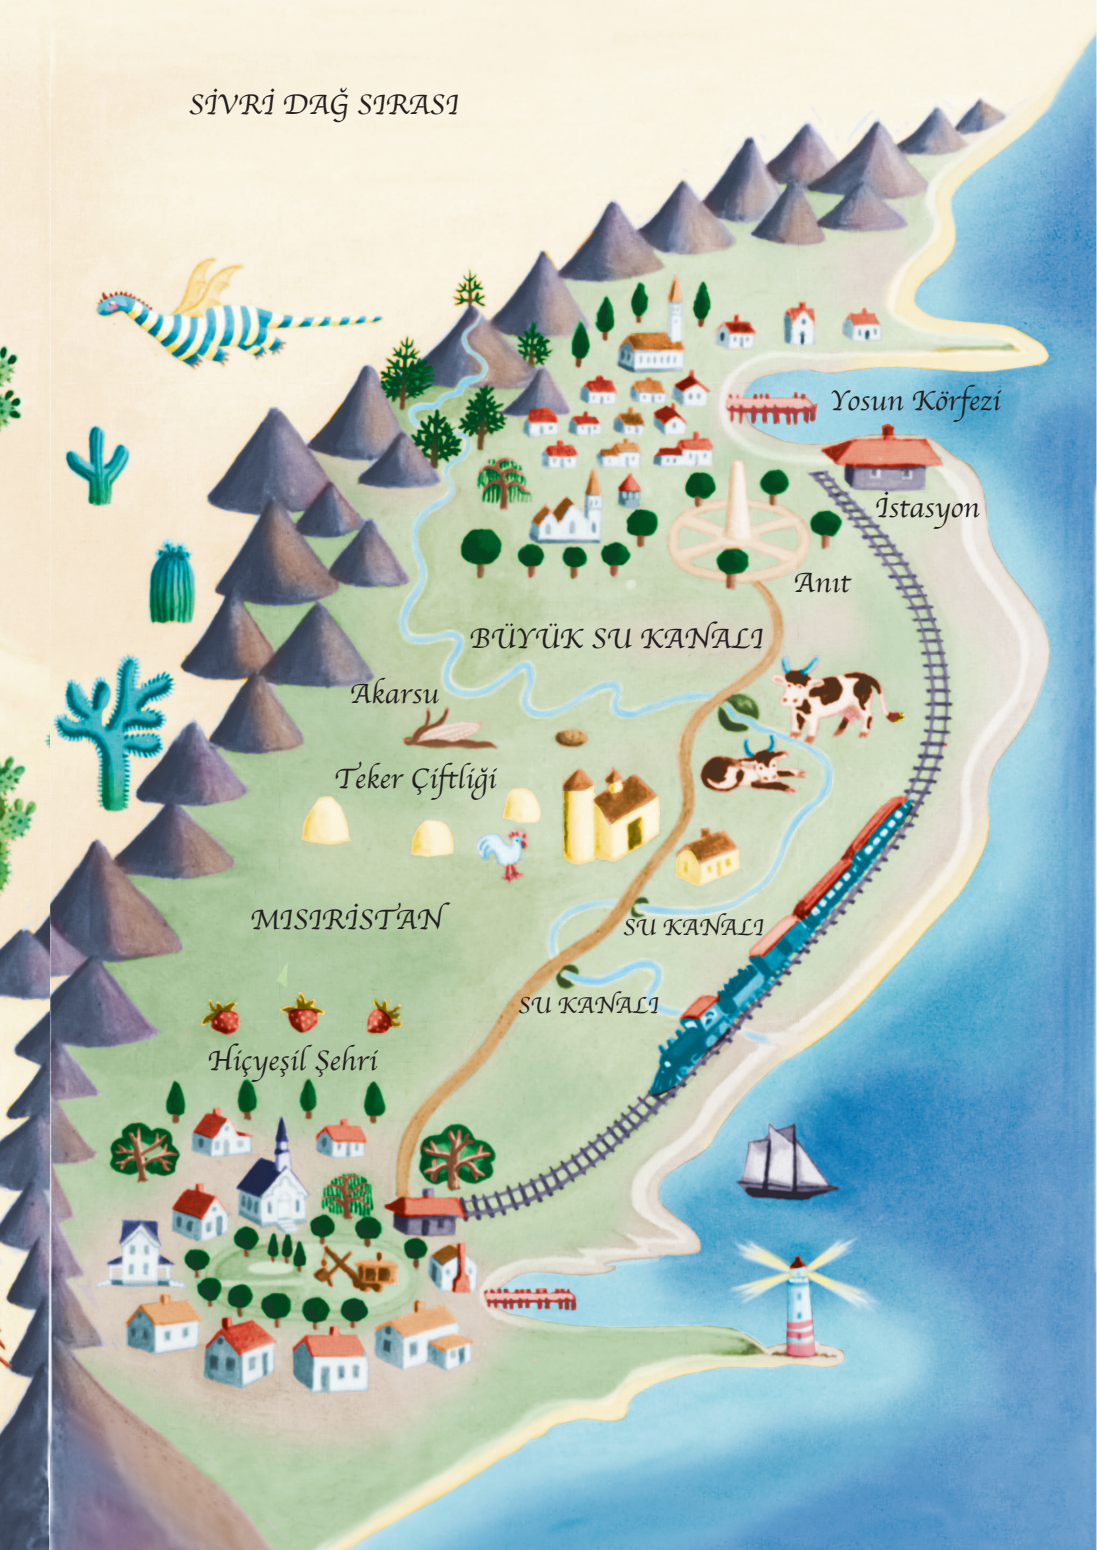 SİVRİ DAĞ SIRASI
Yosun Körfezi
İstasyon
Anıt
BÜYÜK SU KANALI
Akarsu
Teker Çiftliği
MISIRİSTAN
SU KANALI
SU KANALI
Hiçyeşil Şehri